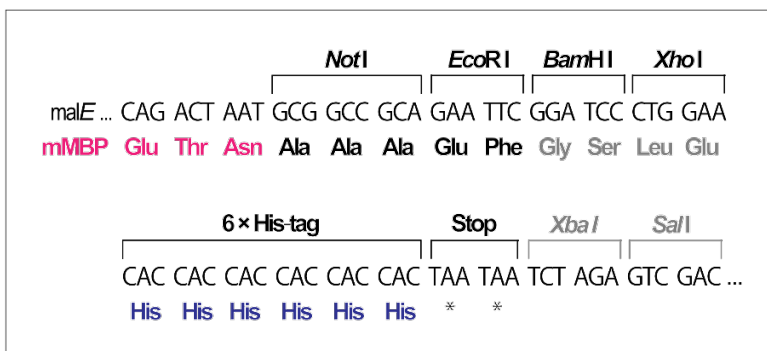 NotI EcoRI BamHI XhoI
malE ... CAG ACT AAT GCG GCC GCA GAA TTC GGA TCC CTG GAA
mMBP Glu Thr Asn Ala Ala Ala Glu Phe Gly Ser Leu Glu
6 × His-tag Stop XbaI SalI
CAC CAC CAC CAC CAC CAC TAA TAA TCT AGA GTC GAC ...
His His His His His His * *